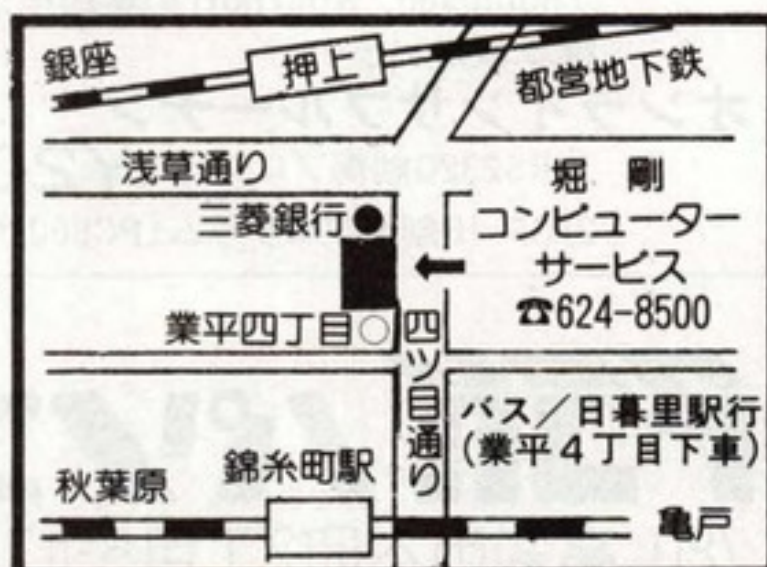 銀座
押上
都営地下鉄
浅草通り
三菱銀行●
堀 剛
コンピューター
サービス
☎624-8500
業平四丁目○
四ツ目通り
バス/日暮里駅行
(業平4丁目下車)
秋葉原
錦糸町駅
亀戸